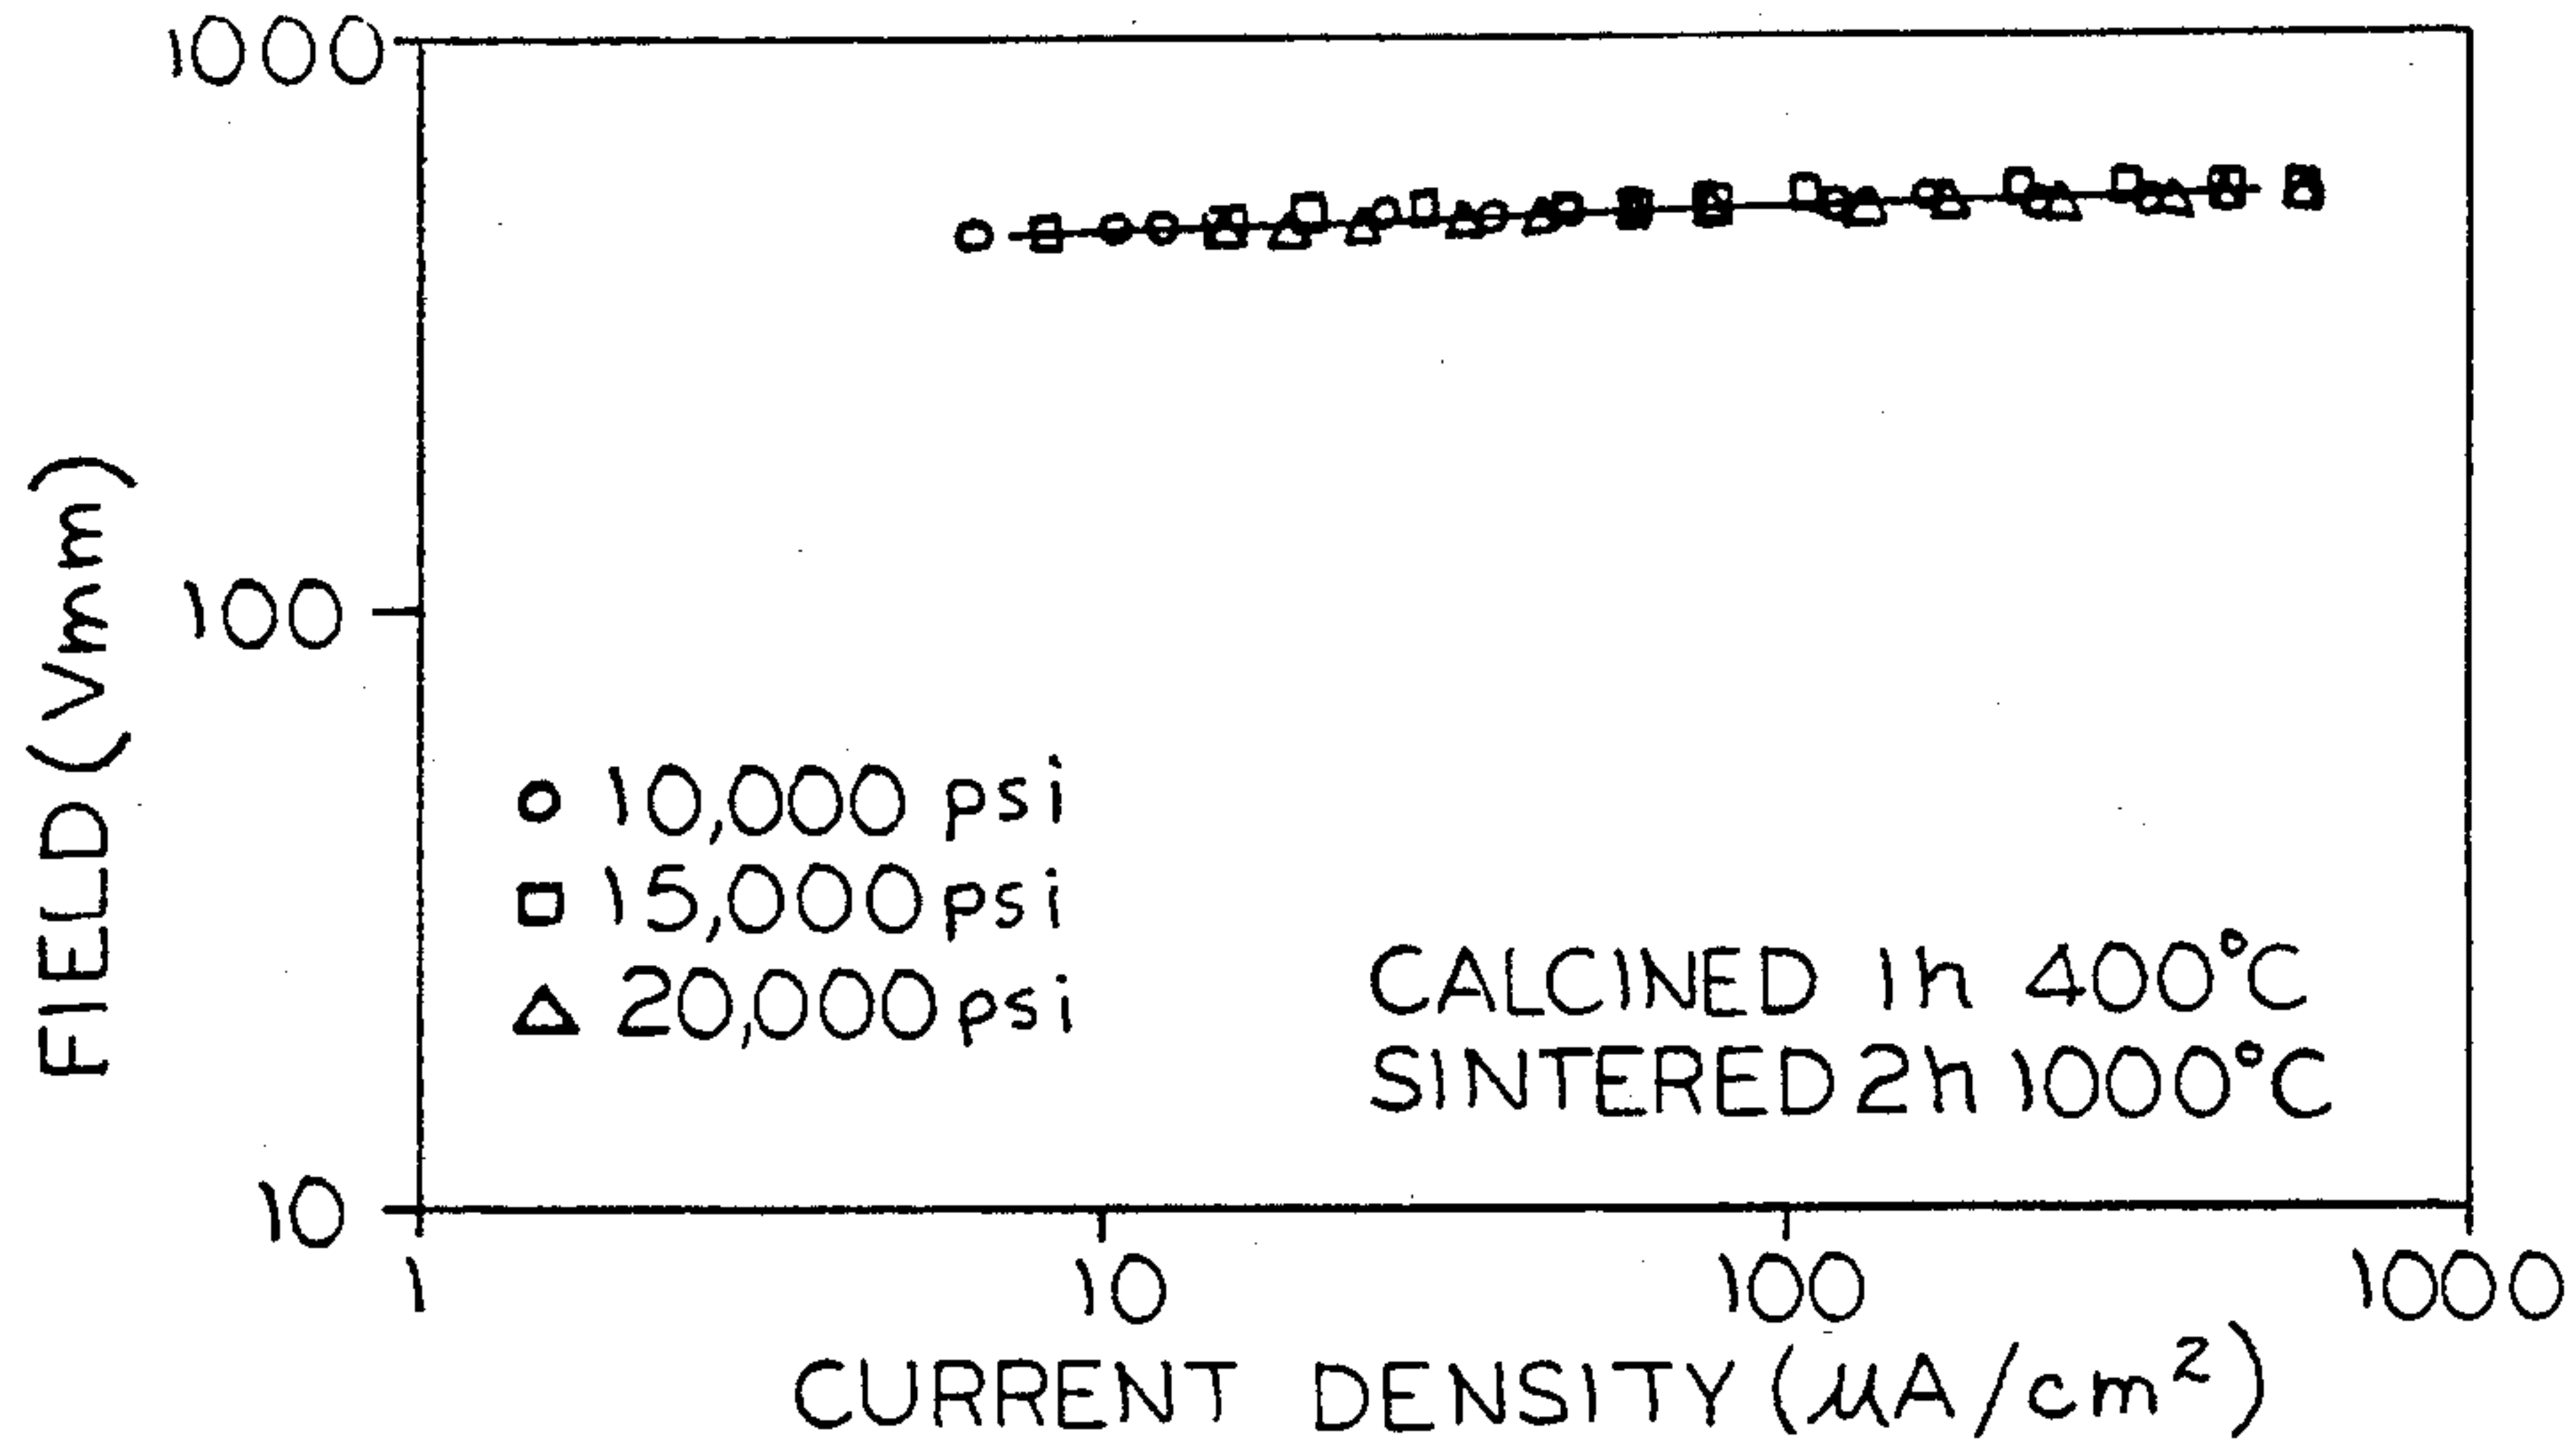 1000
100
10
FIELD (Vmm)
○ 10,000 psi
□ 15,000 psi
△ 20,000 psi
CALCINED 1h 400°C
SINTERED 2h 1000°C
1 10 100 1000
CURRENT DENSITY (μA/cm²)